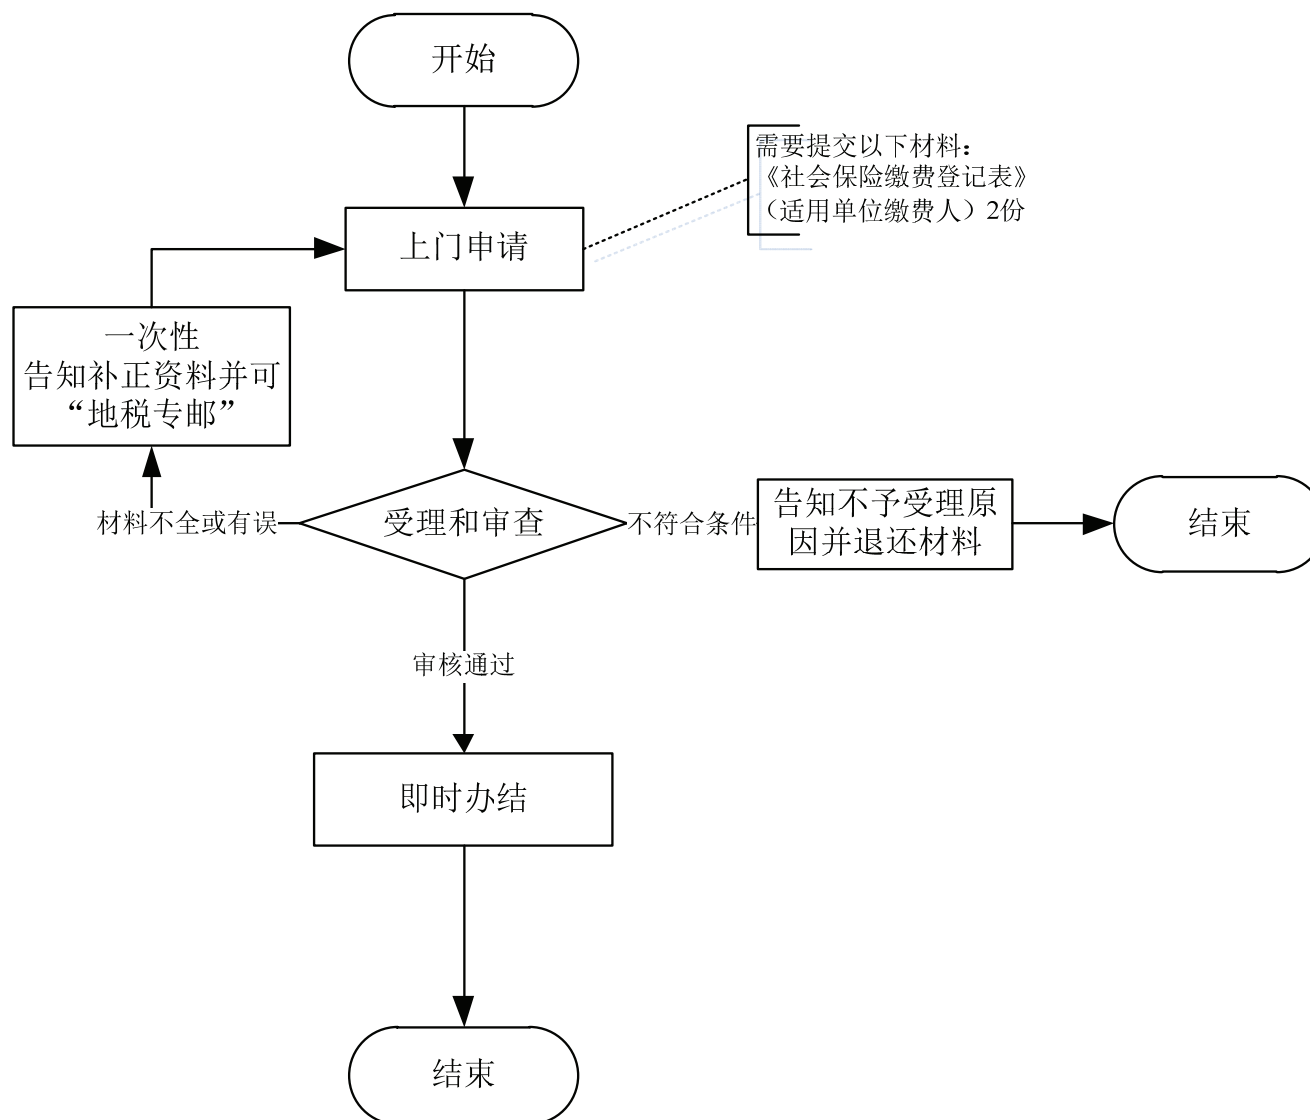 开始
需要提交以下材料：
《社会保险缴费登记表》
（适用单位缴费人）2份
上门申请
一次性
告知补正资料并可
“地税专邮”
材料不全或有误
受理和审查
不符合条件
告知不予受理原
因并退还材料
结束
审核通过
即时办结
结束